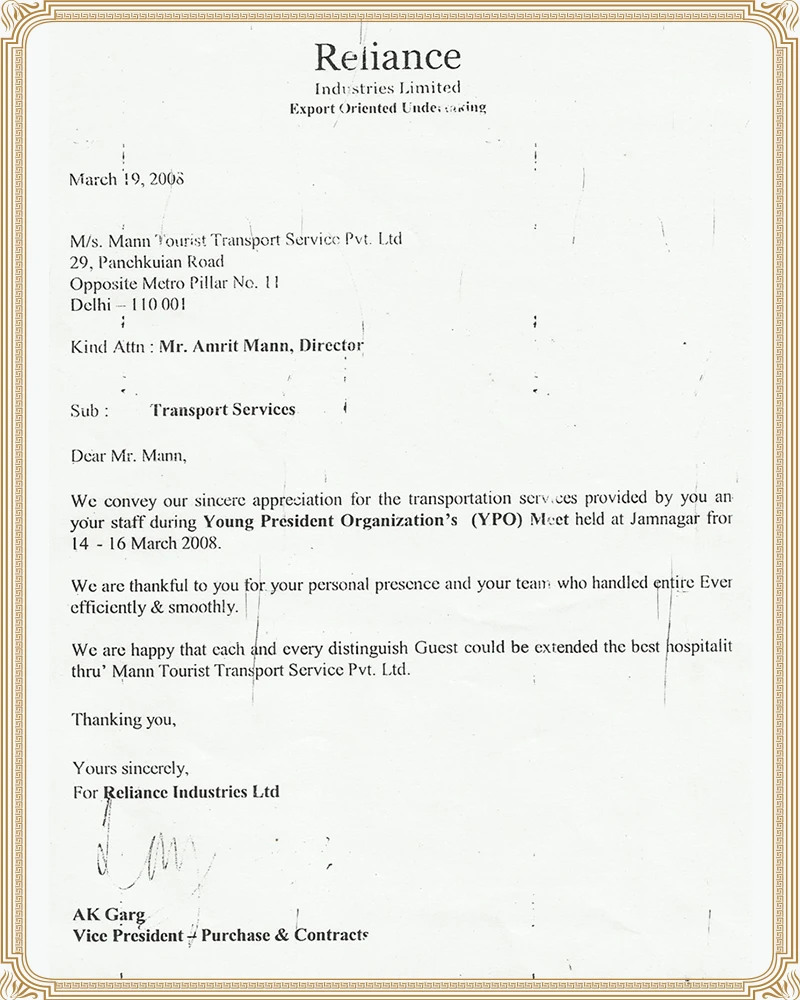 Reliance
Industries Limited
Export Oriented Undertaking
March 19, 2008
M/s. Mann Tourist Transport Service Pvt. Ltd
29, Panchkuian Road
Opposite Metro Pillar No. 11
Delhi – 110 001
Kind Attn : Mr. Amrit Mann, Director
Sub : Transport Services
Dear Mr. Mann,
We convey our sincere appreciation for the transportation services provided by you an
your staff during Young President Organization's (YPO) Meet held at Jamnagar fror
14 - 16 March 2008.
We are thankful to you for your personal presence and your team who handled entire Ever
efficiently & smoothly.
We are happy that each and every distinguish Guest could be extended the best hospitalit
thru' Mann Tourist Transport Service Pvt. Ltd.
Thanking you,
Yours sincerely,
For Reliance Industries Ltd
AK Garg
Vice President – Purchase & Contracts